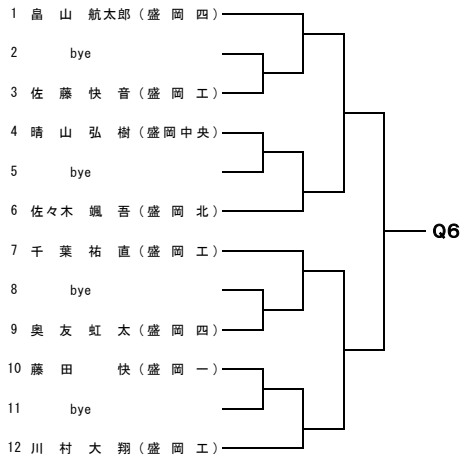 1 畠山 航太郎(盛岡四)
2 bye
3 佐藤快音(盛岡工)
4 晴山弘樹(盛岡中央)
5 bye
6 佐々木颯吾(盛岡北)
Q6
7 千葉祐直(盛岡工)
8 bye
9 奥友虹太(盛岡四)
10 藤田 快(盛岡一)
11 bye
12 川村大翔(盛岡工)